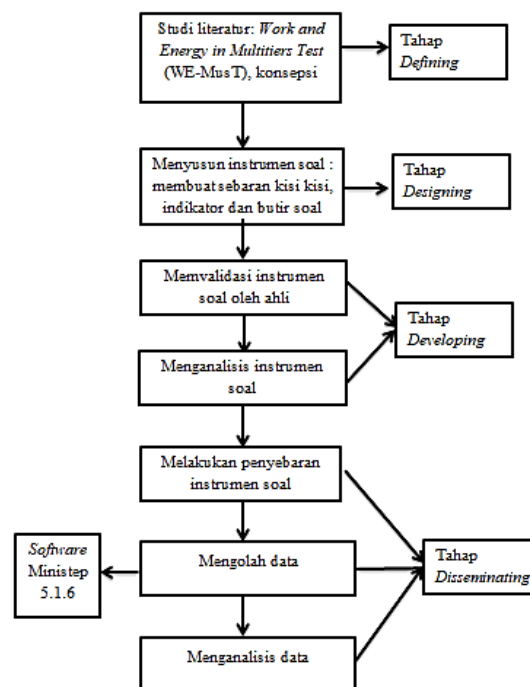 Studi literatur: Work and
Energy in Multitiers Test
(WE-MusT), konsepsi
Tahap
Defining
Menyusun instrumen soal :
membuat sebaran kisi kisi,
indikator dan butir soal
Tahap
Designing
Memvalidasi instrumen
soal oleh ahli
Tahap
Developing
Menganalisis instrumen
soal
Melakukan penyebaran
instrumen soal
Software
Ministep
5.1.6
Mengolah data
Tahap
Disseminating
Menganalisis data